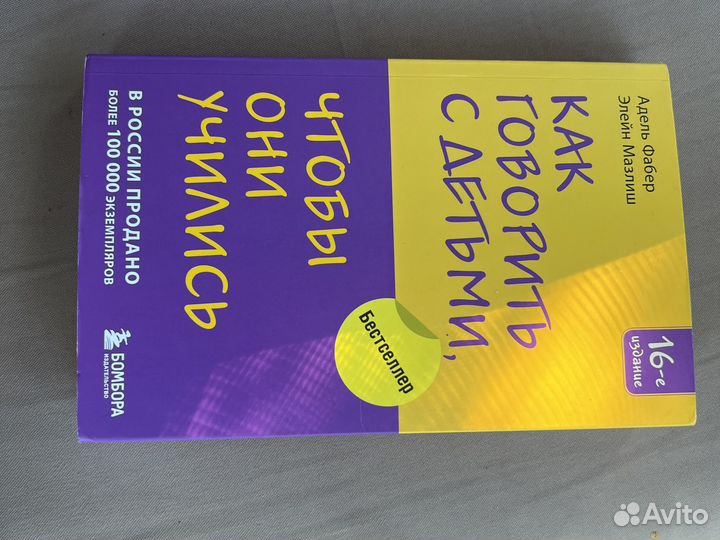 Адель Фабер
Элейн Мазлиш
КАК
ГОВОРИТЬ
С ДЕТЬМИ,
16-е
издание
Бестселлер
ЧТОБЫ
ОНИ
УЧИЛИСЬ
В РОССИИ ПРОДАНО
БОЛЕЕ 100 000 ЭКЗЕМПЛЯРОВ
БОМБОРА
ИЗДАТЕЛЬСТВО
Avito